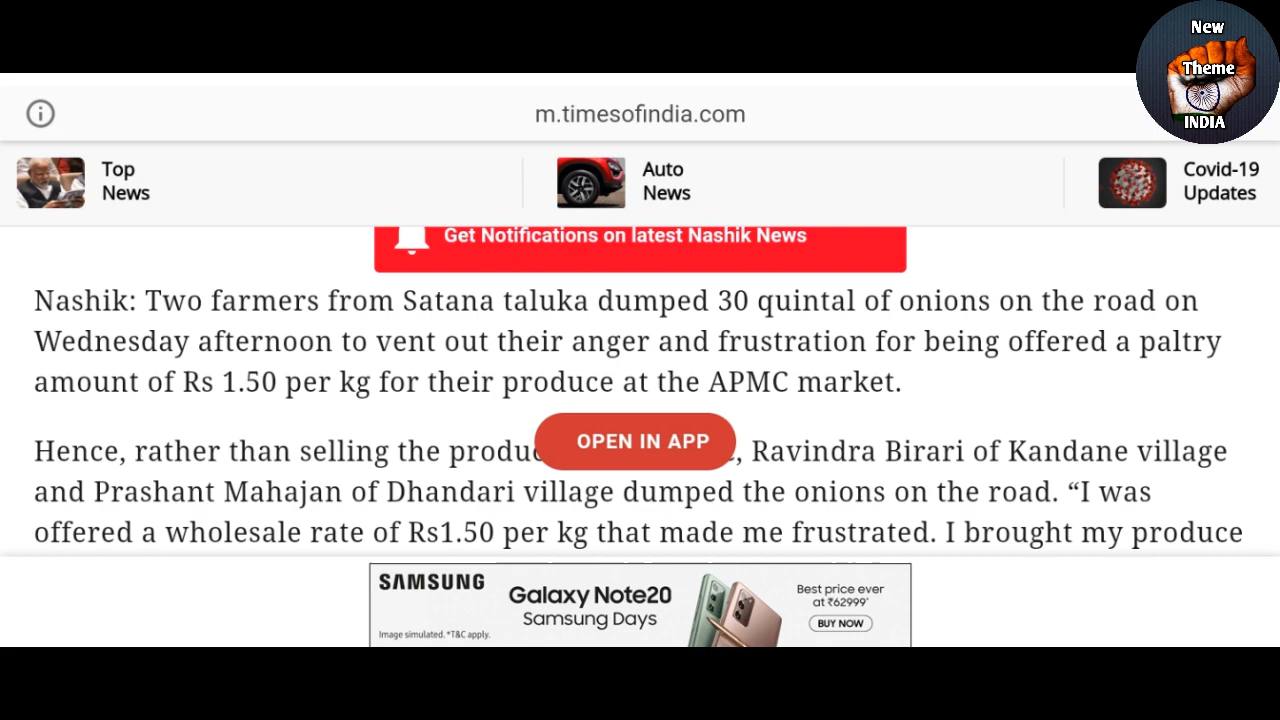 New
Theme
INDIA
m.timesofindia.com
Top
News
Auto
News
Covid-19
Updates
Get Notifications on latest Nashik News
Nashik: Two farmers from Satana taluka dumped 30 quintal of onions on the road on
Wednesday afternoon to vent out their anger and frustration for being offered a paltry
amount of Rs 1.50 per kg for their produce at the APMC market.
Hence, rather than selling the produ
OPEN IN APP
, Ravindra Birari of Kandane village
and Prashant Mahajan of Dhandari village dumped the onions on the road. “I was
offered a wholesale rate of Rs1.50 per kg that made me frustrated. I brought my produce
SAMSUNG
Galaxy Note20
Samsung Days
Image simulated. *T&C apply.
Best price ever
at ₹62999*
BUY NOW